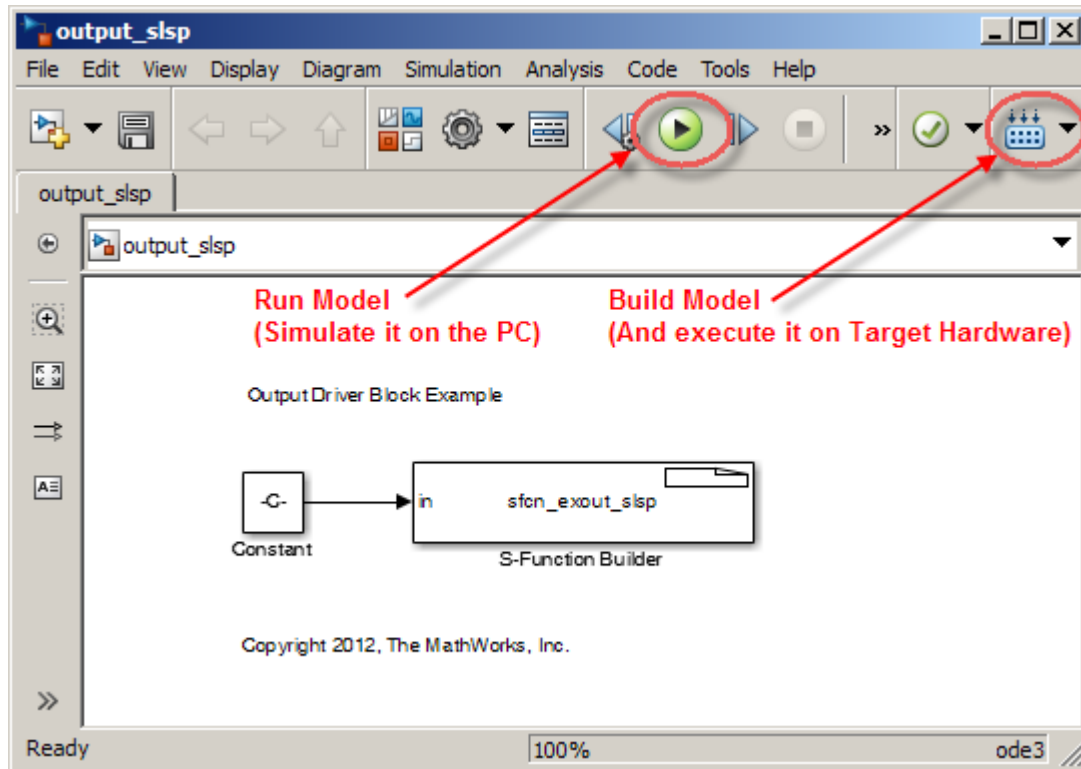 output_slsp
File Edit View Display Diagram Simulation Analysis Code Tools Help
»
output_slsp
output_slsp
Run Model
(Simulate it on the PC)
Build Model
(And execute it on Target Hardware)
Output Driver Block Example
-C-
Constant
in
sfcn_exout_slsp
S-Function Builder
Copyright 2012, The MathWorks, Inc.
»
Ready 100% ode3